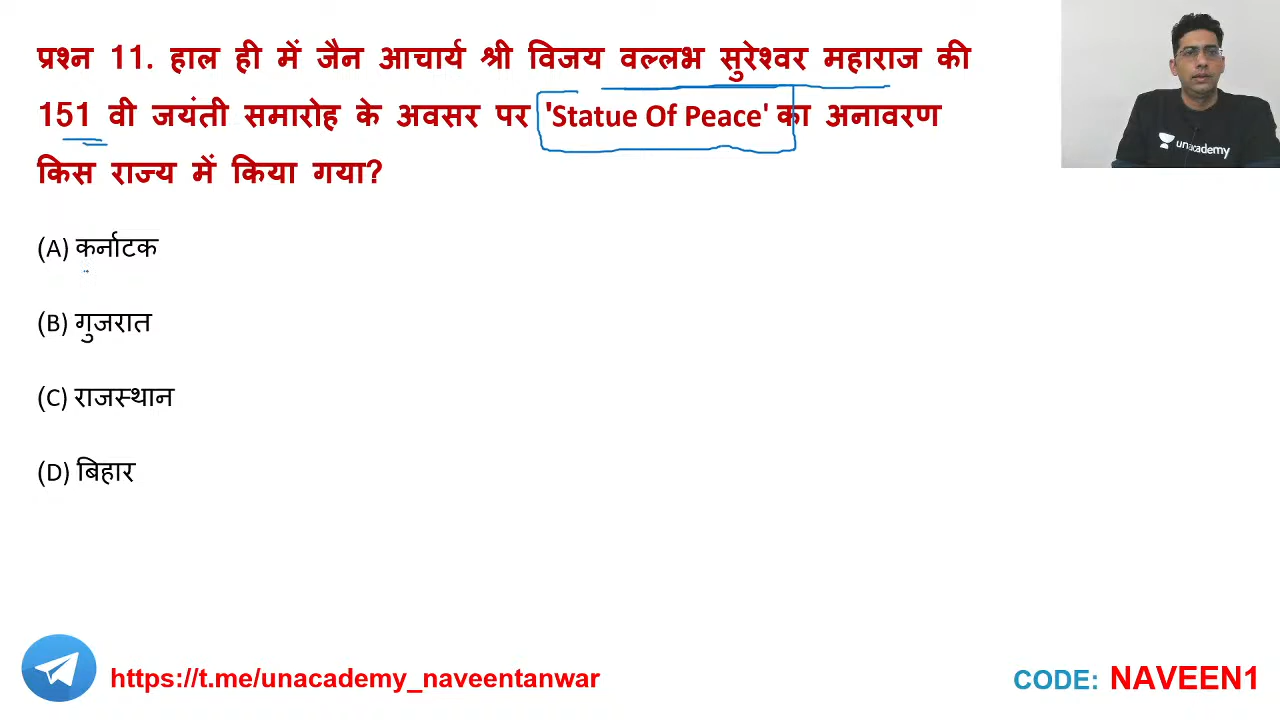 प्रश्न 11. हाल ही में जैन आचार्य श्री विजय वल्लभ सुरेश्वर महाराज की
151 वी जयंती समारोह के अवसर पर 'Statue Of Peace' का अनावरण
किस राज्य में किया गया?
(A) कर्नाटक
(B) गुजरात
(C) राजस्थान
(D) बिहार
unacademy
https://t.me/unacademy_naveentanwar
CODE: NAVEEN1